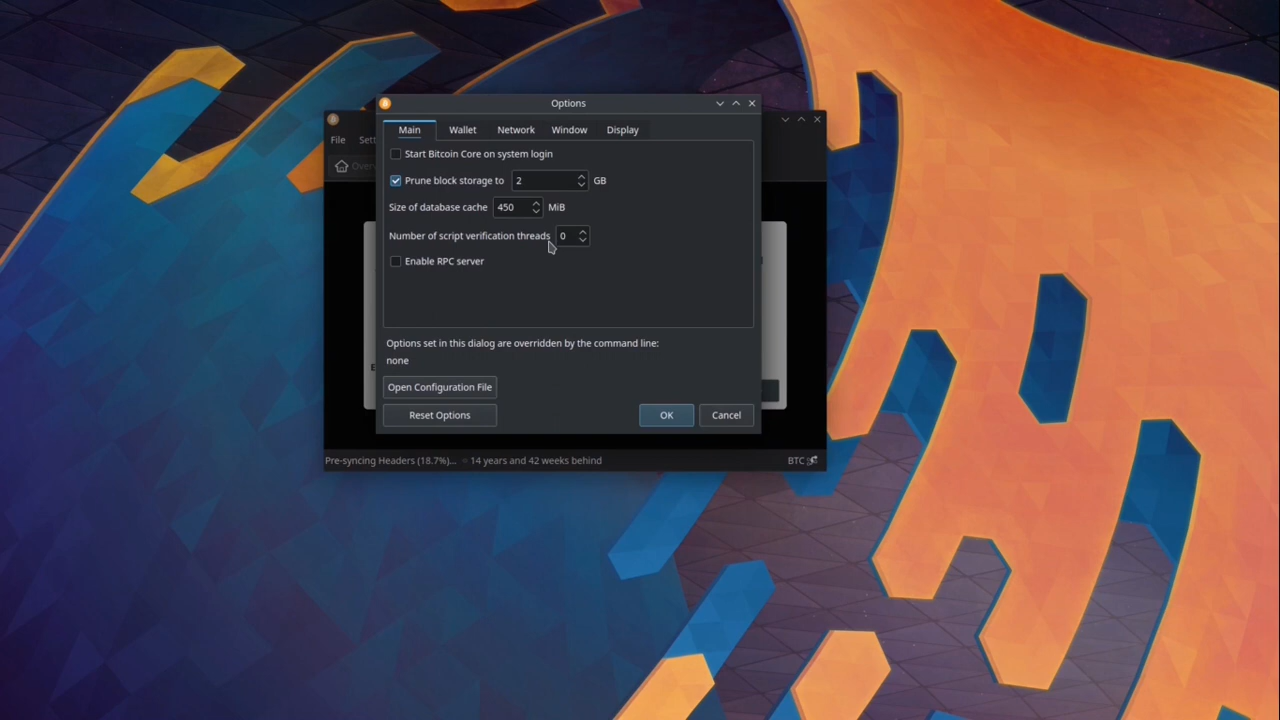 Options
File Sett
Main Wallet Network Window Display
Start Bitcoin Core on system login
Prune block storage to 2 GB
Size of database cache 450 MiB
Number of script verification threads 0
Enable RPC server
Options set in this dialog are overridden by the command line:
none
Open Configuration File
Reset Options OK Cancel
Pre-syncing Headers (18.7%)... 14 years and 42 weeks behind BTC